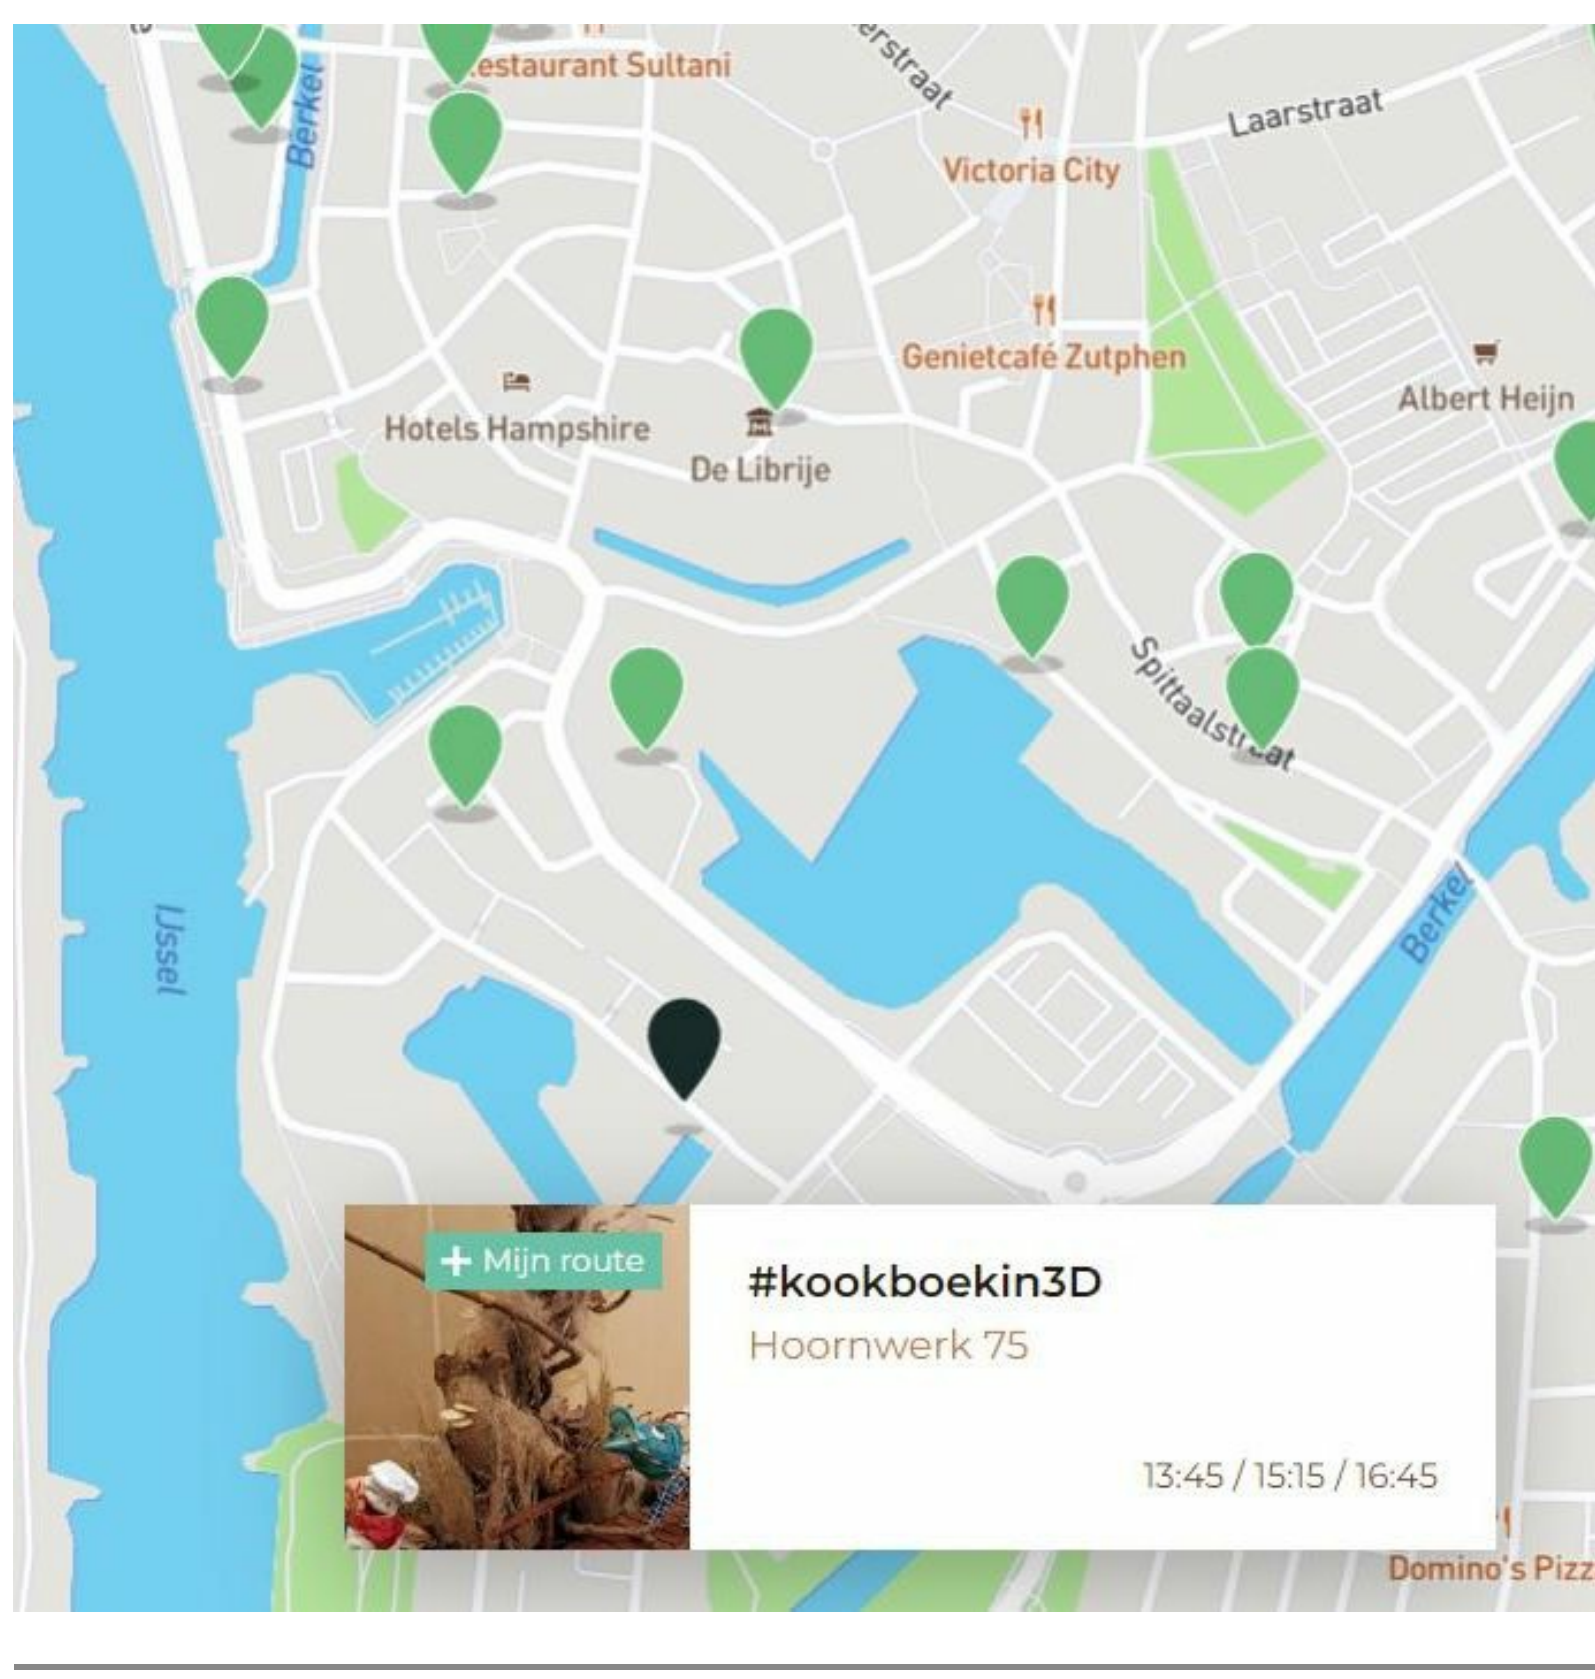 estaurant Sultani
erstraat
Laarstraat
Berkel
Victoria City
Genietcafé Zutphen
Albert Heijn
Hotels Hampshire
De Librije
Berkel
IJssel
+ Mijn route
#kookboekin3D
Hoornwerk 75
13:45 / 15:15 / 16:45
Domino's Pizz